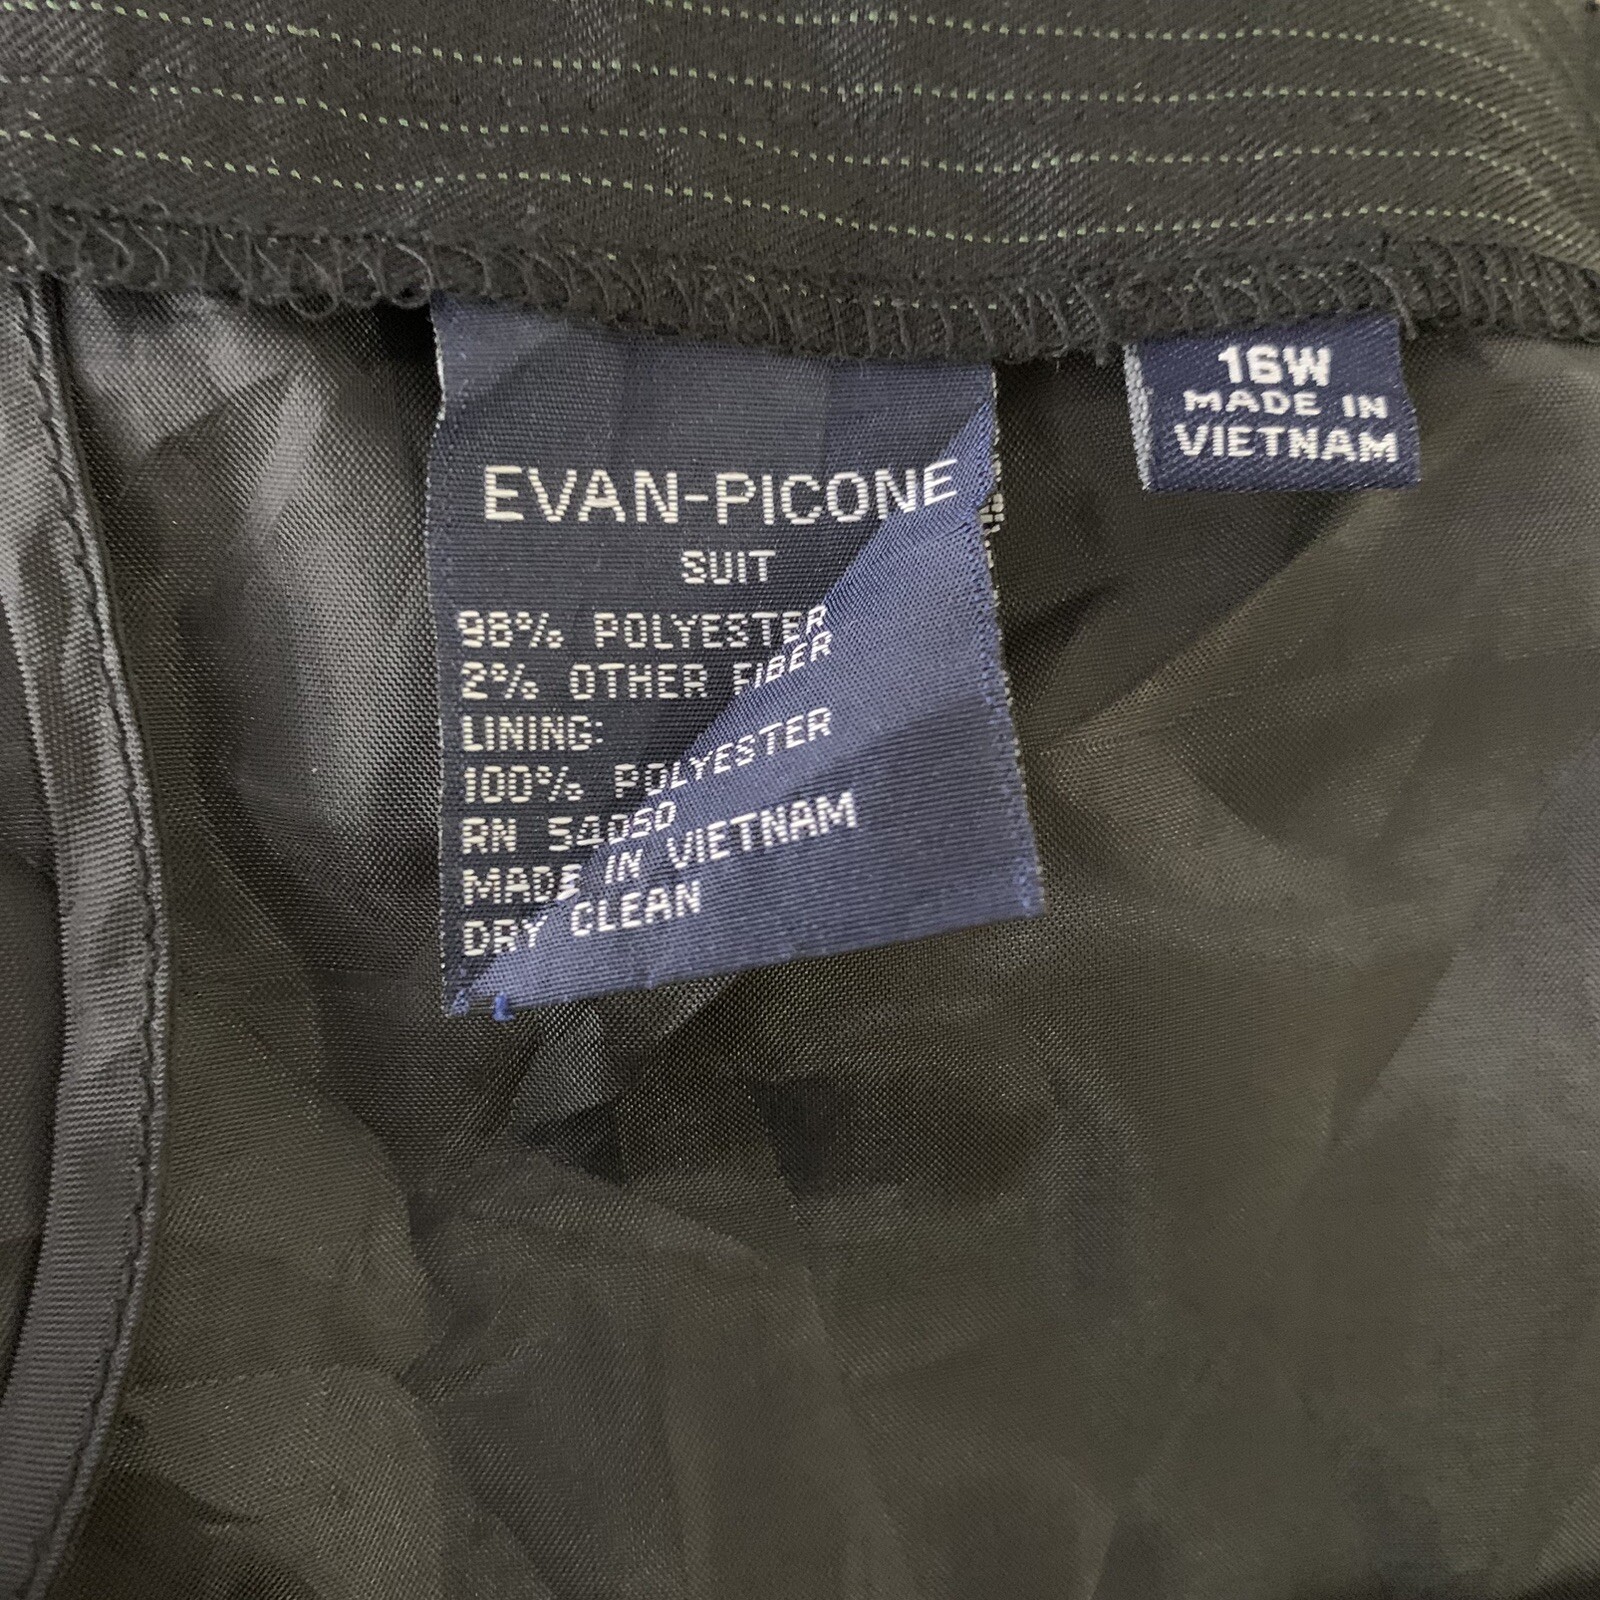 EVAN-PICONE
SUIT
98% POLYESTER
2% OTHER FIBER
LINING:
100% POLYESTER
RN 54050
MADE IN VIETNAM
DRY CLEAN
16W
MADE IN
VIETNAM